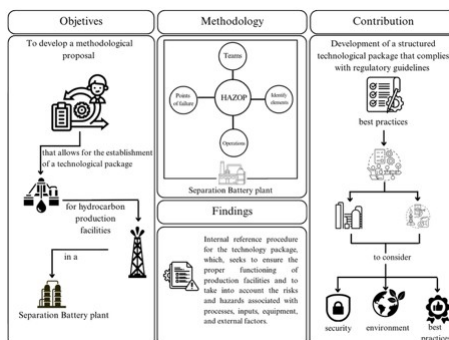 Objetives
To develop a methodological
proposal
that allows for the establishment
of a technological package
for hydrocarbon
production
facilities
in a
Separation Battery plant
Methodology
Teams
Points
of failure
HAZOP
Identify
elements
Operations
Separation Battery plant
Findings
Internal reference procedure
for the technology package,
which, seeks to ensure the
proper functioning of
production facilities and to
take into account the risks
and hazards associated with
processes, inputs, equipment,
and external factors.
Contribution
Development of a structured
technological package that complies
with regulatory guidelines
best practices
to consider
security
environment
best
practices